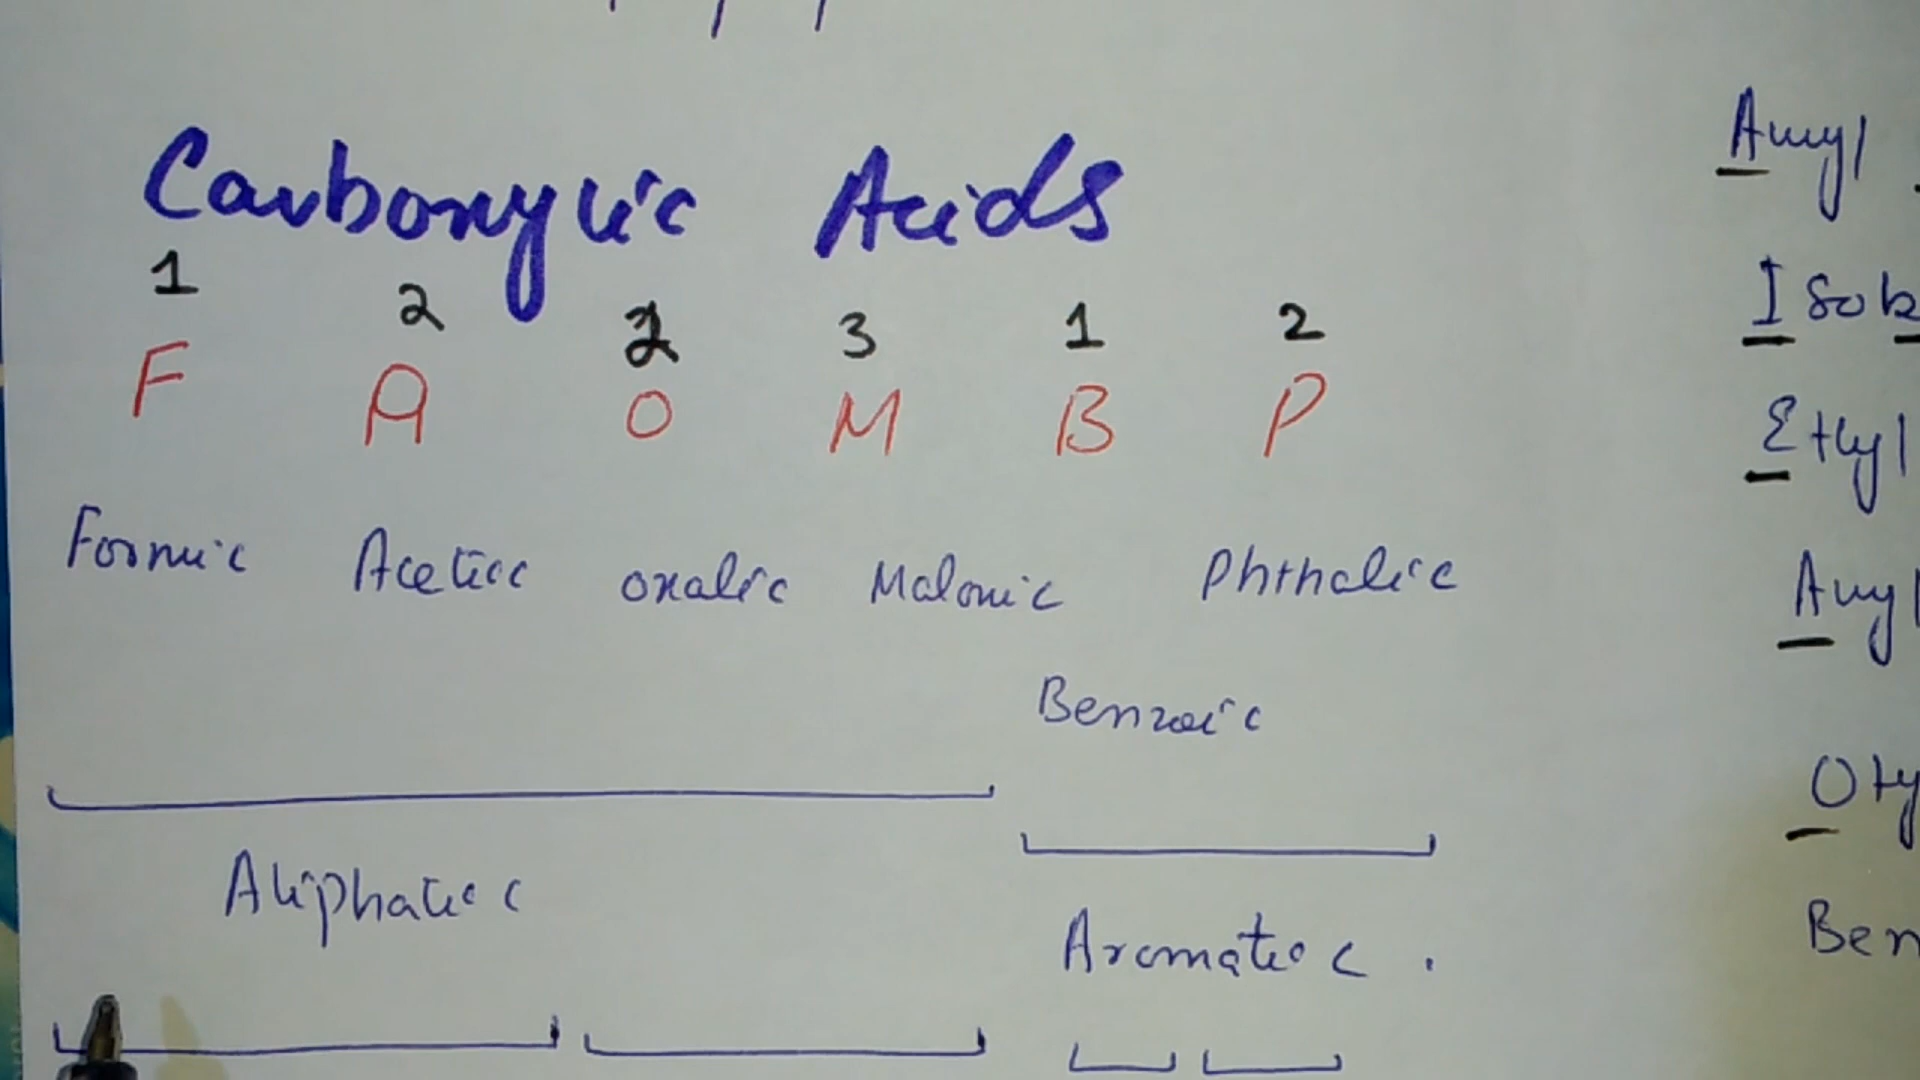 Carboxylic Acids
1 2 2 3 1 2
F A O M B P
Formic Acetic oxalic Malonic Phthalic
Benzoic
Aliphatic Aromatic.
Amyl
Isob
Ethyl
Amyl
Oty
Ben